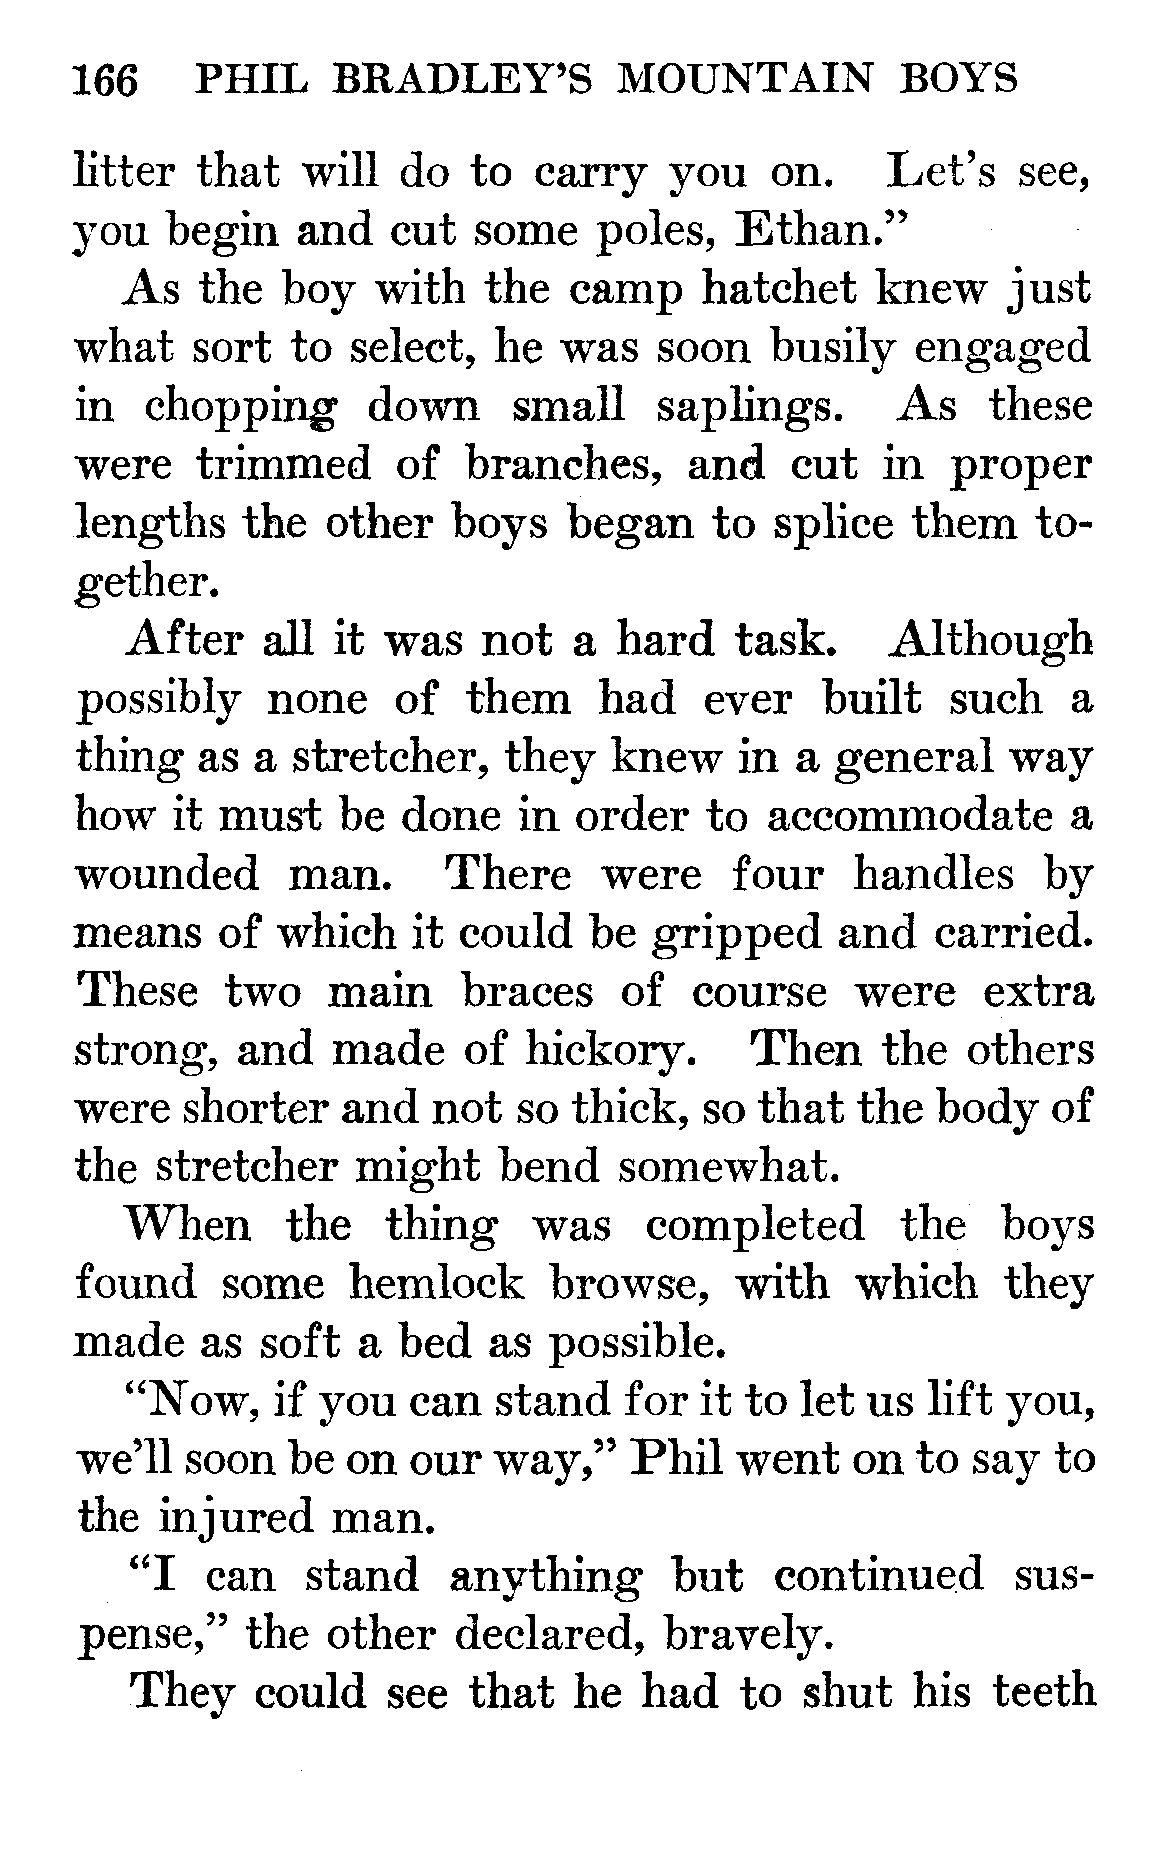 166 PHIL BRADLEY'S MOUNTAIN BOYS
litter that will do to carry you on. Let's see,
you begin and cut some poles, Ethan."
As the boy with the camp hatchet knew just
what sort to select, he was soon busily engaged
in chopping down small saplings. As these
were trimmed of branches, and cut in proper
lengths the other boys began to splice them to-
gether.
After all it was not a hard task. Although
possibly none of them had ever built such a
thing as a stretcher, they knew in a general way
how it must be done in order to accommodate a
wounded man. There were four handles by
means of which it could be gripped and carried.
These two main braces of course were extra
strong, and made of hickory. Then the others
were shorter and not so thick, so that the body of
the stretcher might bend somewhat.
When the thing was completed the boys
found some hemlock browse, with which they
made as soft a bed as possible.
"Now, if you can stand for it to let us lift you,
we'll soon be on our way," Phil went on to say to
the injured man.
"I can stand anything but continued sus-
pense," the other declared, bravely.
They could see that he had to shut his teeth